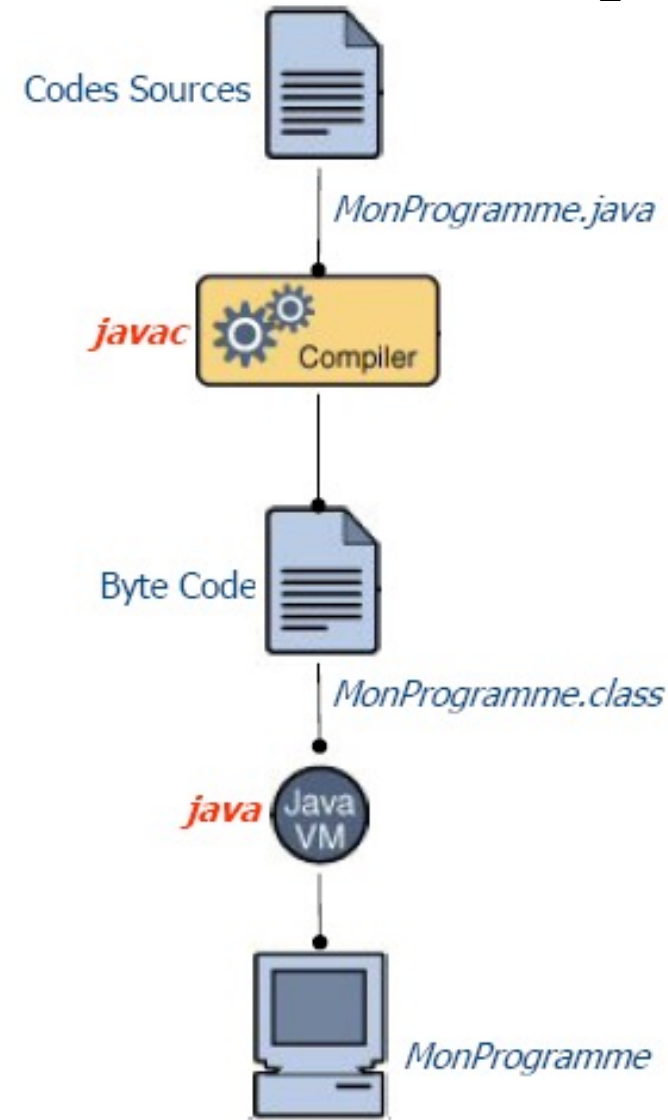 Codes Sources
MonProgramme.java
javac
Compiler
Byte Code
MonProgramme.class
java
Java
VM
MonProgramme